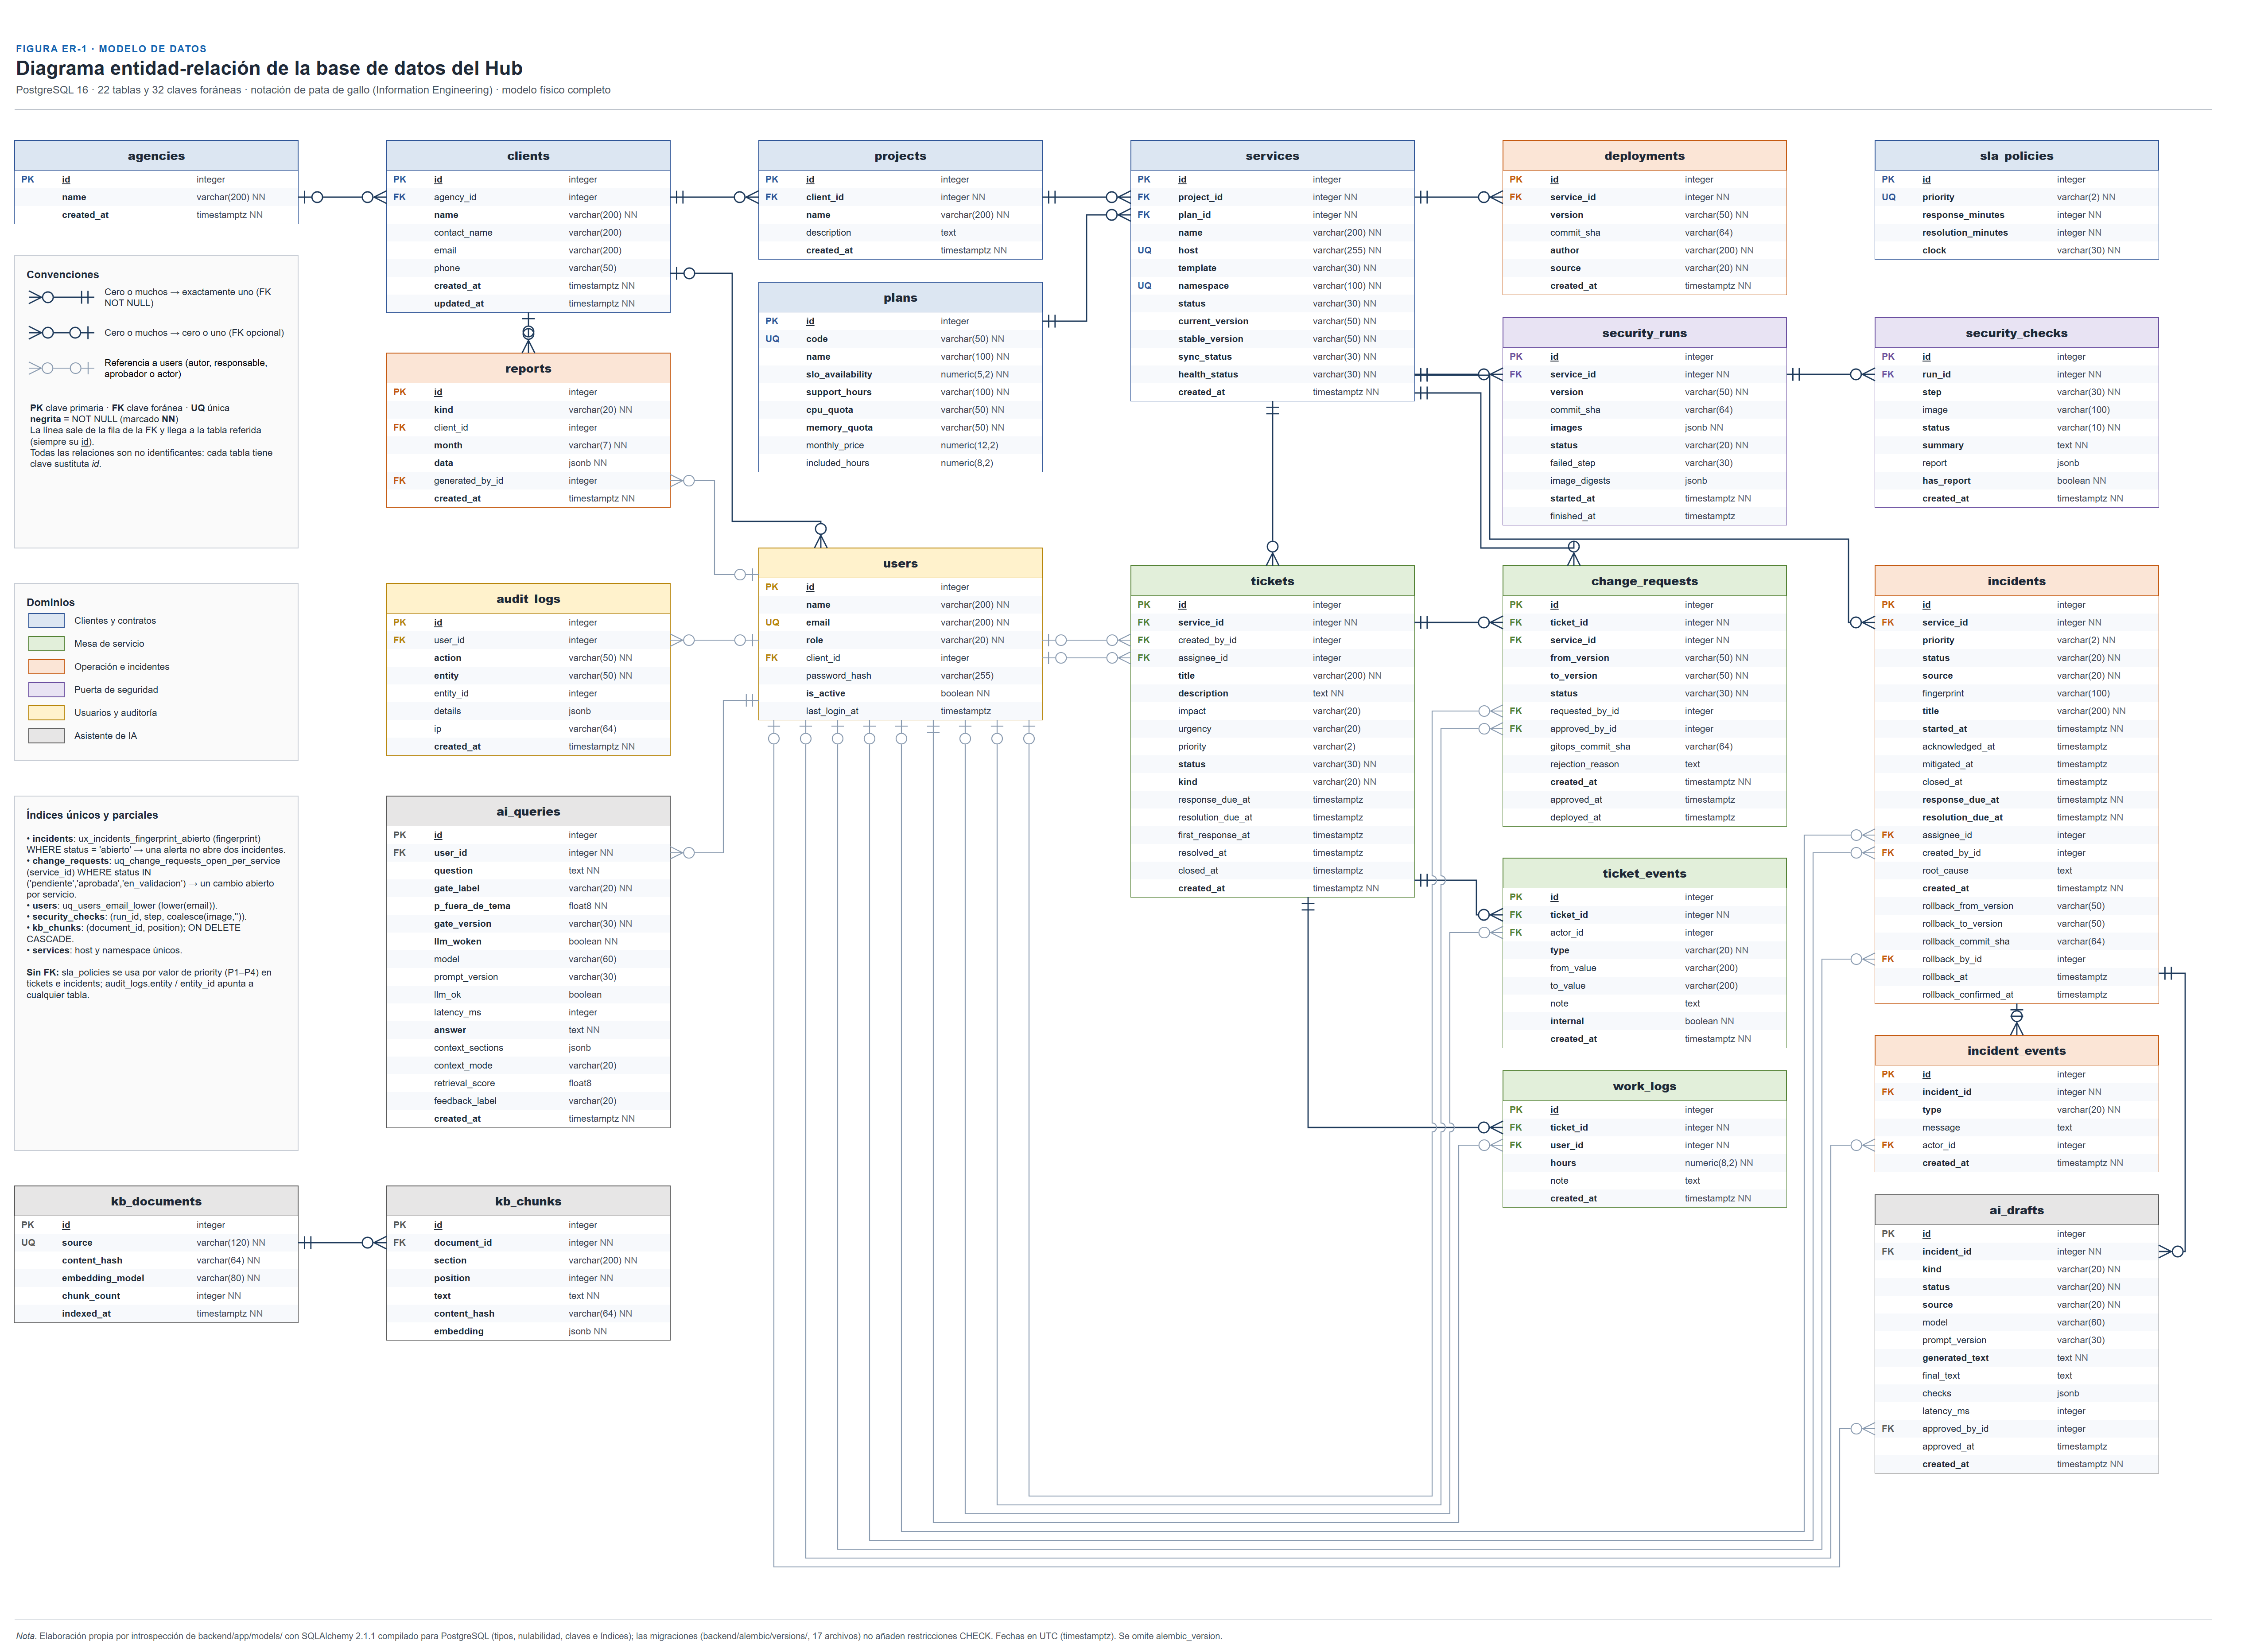 FIGURA ER-1 · MODELO DE DATOS
Diagrama entidad-relación de la base de datos del Hub
PostgreSQL 16 · 22 tablas y 32 claves foráneas · notación de pata de gallo (Information Engineering) · modelo físico completo
agencies
PK id integer
name varchar(200) NN
created_at timestamptz NN
clients
PK id integer
FK agency_id integer
name varchar(200) NN
contact_name varchar(200)
email varchar(200)
phone varchar(50)
created_at timestamptz NN
updated_at timestamptz NN
projects
PK id integer
FK client_id integer NN
name varchar(200) NN
description text
created_at timestamptz NN
services
PK id integer
FK project_id integer NN
FK plan_id integer NN
name varchar(200) NN
UQ host varchar(255) NN
template varchar(30) NN
UQ namespace varchar(100) NN
status varchar(30) NN
current_version varchar(50) NN
stable_version varchar(50) NN
sync_status varchar(30) NN
health_status varchar(30) NN
created_at timestamptz NN
deployments
PK id integer
FK service_id integer NN
version varchar(50) NN
commit_sha varchar(64)
author varchar(200) NN
source varchar(20) NN
created_at timestamptz NN
sla_policies
PK id integer
UQ priority varchar(2) NN
response_minutes integer NN
resolution_minutes integer NN
clock varchar(30) NN
Convenciones
Cero o muchos → exactamente uno (FK
NOT NULL)
Cero o muchos → cero o uno (FK opcional)
Referencia a users (autor, responsable,
aprobador o actor)
PK clave primaria · FK clave foránea · UQ única
negrita = NOT NULL (marcado NN)
La línea sale de la fila de la FK y llega a la tabla referida
(siempre su id).
Todas las relaciones son no identificantes: cada tabla tiene
clave sustituta id.
plans
PK id integer
UQ code varchar(50) NN
name varchar(100) NN
slo_availability numeric(5,2) NN
support_hours varchar(100) NN
cpu_quota varchar(50) NN
memory_quota varchar(50) NN
monthly_price numeric(12,2)
included_hours numeric(8,2)
reports
PK id integer
kind varchar(20) NN
FK client_id integer
month varchar(7) NN
data jsonb NN
FK generated_by_id integer
created_at timestamptz NN
security_runs
PK id integer
FK service_id integer NN
version varchar(50) NN
commit_sha varchar(64)
images jsonb NN
status varchar(20) NN
failed_step varchar(30)
image_digests jsonb
started_at timestamptz NN
finished_at timestamptz
security_checks
PK id integer
FK run_id integer NN
step varchar(30) NN
image varchar(100)
status varchar(10) NN
summary text NN
report jsonb
has_report boolean NN
created_at timestamptz NN
Dominios
Clientes y contratos
Mesa de servicio
Operación e incidentes
Puerta de seguridad
Usuarios y auditoría
Asistente de IA
audit_logs
PK id integer
FK user_id integer
action varchar(50) NN
entity varchar(50) NN
entity_id integer
details jsonb
ip varchar(64)
created_at timestamptz NN
users
PK id integer
name varchar(200) NN
UQ email varchar(200) NN
role varchar(20) NN
FK client_id integer
password_hash varchar(255)
is_active boolean NN
last_login_at timestamptz
tickets
PK id integer
FK service_id integer NN
FK created_by_id integer
FK assignee_id integer
title varchar(200) NN
description text NN
impact varchar(20)
urgency varchar(20)
priority varchar(2)
status varchar(30) NN
kind varchar(20) NN
response_due_at timestamptz
resolution_due_at timestamptz
first_response_at timestamptz
resolved_at timestamptz
closed_at timestamptz
created_at timestamptz NN
change_requests
PK id integer
FK ticket_id integer NN
FK service_id integer NN
from_version varchar(50) NN
to_version varchar(50) NN
status varchar(30) NN
FK requested_by_id integer
FK approved_by_id integer
gitops_commit_sha varchar(64)
rejection_reason text
created_at timestamptz NN
approved_at timestamptz
deployed_at timestamptz
incidents
PK id integer
FK service_id integer NN
priority varchar(2) NN
status varchar(20) NN
source varchar(20) NN
fingerprint varchar(100)
title varchar(200) NN
started_at timestamptz NN
acknowledged_at timestamptz
mitigated_at timestamptz
closed_at timestamptz
response_due_at timestamptz NN
resolution_due_at timestamptz NN
FK assignee_id integer
FK created_by_id integer
root_cause text
created_at timestamptz NN
rollback_from_version varchar(50)
rollback_to_version varchar(50)
rollback_commit_sha varchar(64)
FK rollback_by_id integer
rollback_at timestamptz
rollback_confirmed_at timestamptz
Índices únicos y parciales
• incidents: ux_incidents_fingerprint_abierto (fingerprint)
WHERE status = 'abierto' → una alerta no abre dos incidentes.
• change_requests: uq_change_requests_open_per_service
(service_id) WHERE status IN
('pendiente','aprobada','en_validacion') → un cambio abierto
por servicio.
• users: uq_users_email_lower (lower(email)).
• security_checks: (run_id, step, coalesce(image,'')).
• kb_chunks: (document_id, position); ON DELETE
CASCADE.
• services: host y namespace únicos.
Sin FK: sla_policies se usa por valor de priority (P1–P4) en
tickets e incidents; audit_logs.entity / entity_id apunta a
cualquier tabla.
ai_queries
PK id integer
FK user_id integer NN
question text NN
gate_label varchar(20) NN
p_fuera_de_tema float8 NN
gate_version varchar(30) NN
llm_woken boolean NN
model varchar(60)
prompt_version varchar(30)
llm_ok boolean
latency_ms integer
answer text NN
context_sections jsonb
context_mode varchar(20)
retrieval_score float8
feedback_label varchar(20)
created_at timestamptz NN
ticket_events
PK id integer
FK ticket_id integer NN
FK actor_id integer
type varchar(20) NN
from_value varchar(200)
to_value varchar(200)
note text
internal boolean NN
created_at timestamptz NN
work_logs
PK id integer
FK ticket_id integer NN
FK user_id integer NN
hours numeric(8,2) NN
note text
created_at timestamptz NN
incident_events
PK id integer
FK incident_id integer NN
type varchar(20) NN
message text
FK actor_id integer
created_at timestamptz NN
kb_documents
PK id integer
UQ source varchar(120) NN
content_hash varchar(64) NN
embedding_model varchar(80) NN
chunk_count integer NN
indexed_at timestamptz NN
kb_chunks
PK id integer
FK document_id integer NN
section varchar(200) NN
position integer NN
text text NN
content_hash varchar(64) NN
embedding jsonb NN
ai_drafts
PK id integer
FK incident_id integer NN
kind varchar(20) NN
status varchar(20) NN
source varchar(20) NN
model varchar(60)
prompt_version varchar(30)
generated_text text NN
final_text text
checks jsonb
latency_ms integer
FK approved_by_id integer
approved_at timestamptz
created_at timestamptz NN
Nota. Elaboración propia por introspección de backend/app/models/ con SQLAlchemy 2.1.1 compilado para PostgreSQL (tipos, nulabilidad, claves e índices); las migraciones (backend/alembic/versions/, 17 archivos) no añaden restricciones CHECK. Fechas en UTC (timestamptz). Se omite alembic_version.